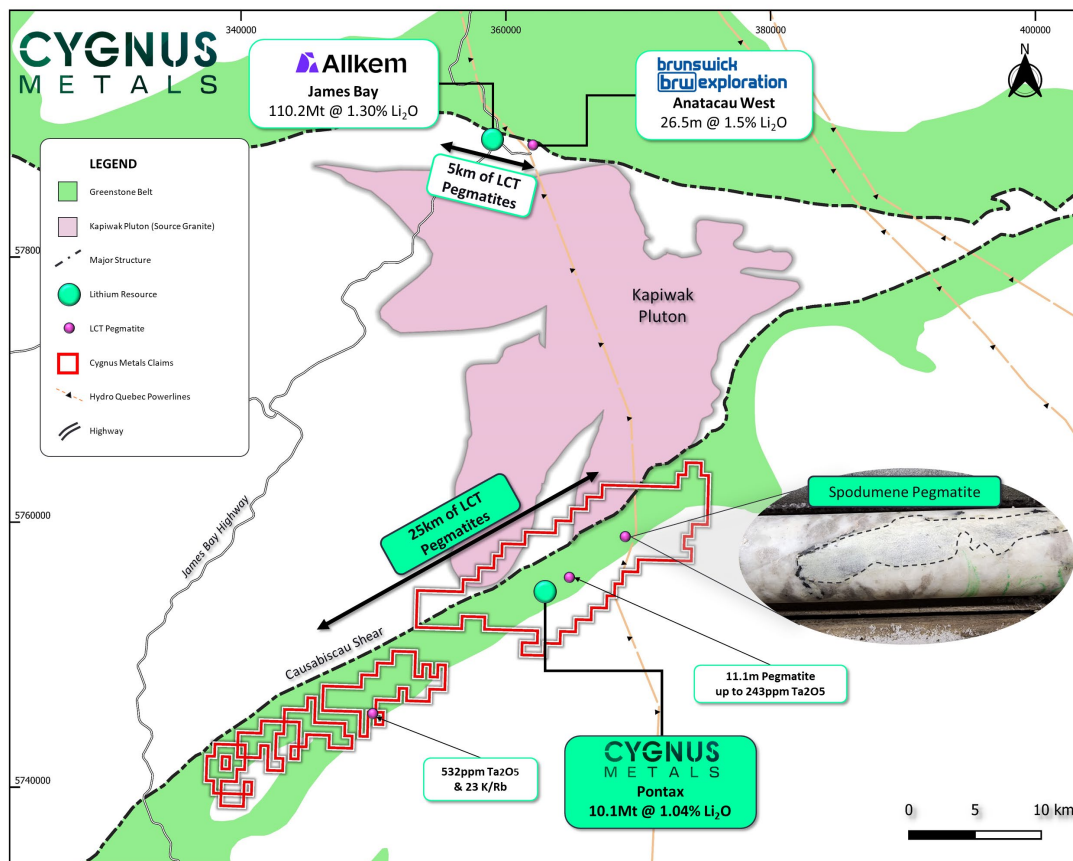 CYGNUS
METALS
340000
360000
380000
400000
Allkem
James Bay
110.2Mt @ 1.30% Li₂O
brunswick
brw exploration
Anatacau West
26.5m @ 1.5% Li₂O
N
LEGEND
Greenstone Belt
Kapiwak Pluton (Source Granite)
Major Structure
Lithium Resource
LCT Pegmatite
Cygnus Metals Claims
Hydro Quebec Powerlines
Highway
5km of LCT
Pegmatites
5780000
Kapiwak
Pluton
25km of LCT
Pegmatites
Spodumene Pegmatite
5760000
James Bay Highway
Causabiscau Shear
11.1m Pegmatite
up to 243ppm Ta2O5
532ppm Ta2O5
& 23 K/Rb
CYGNUS
METALS
Pontax
10.1Mt @ 1.04% Li₂O
5740000
0 5 10 km